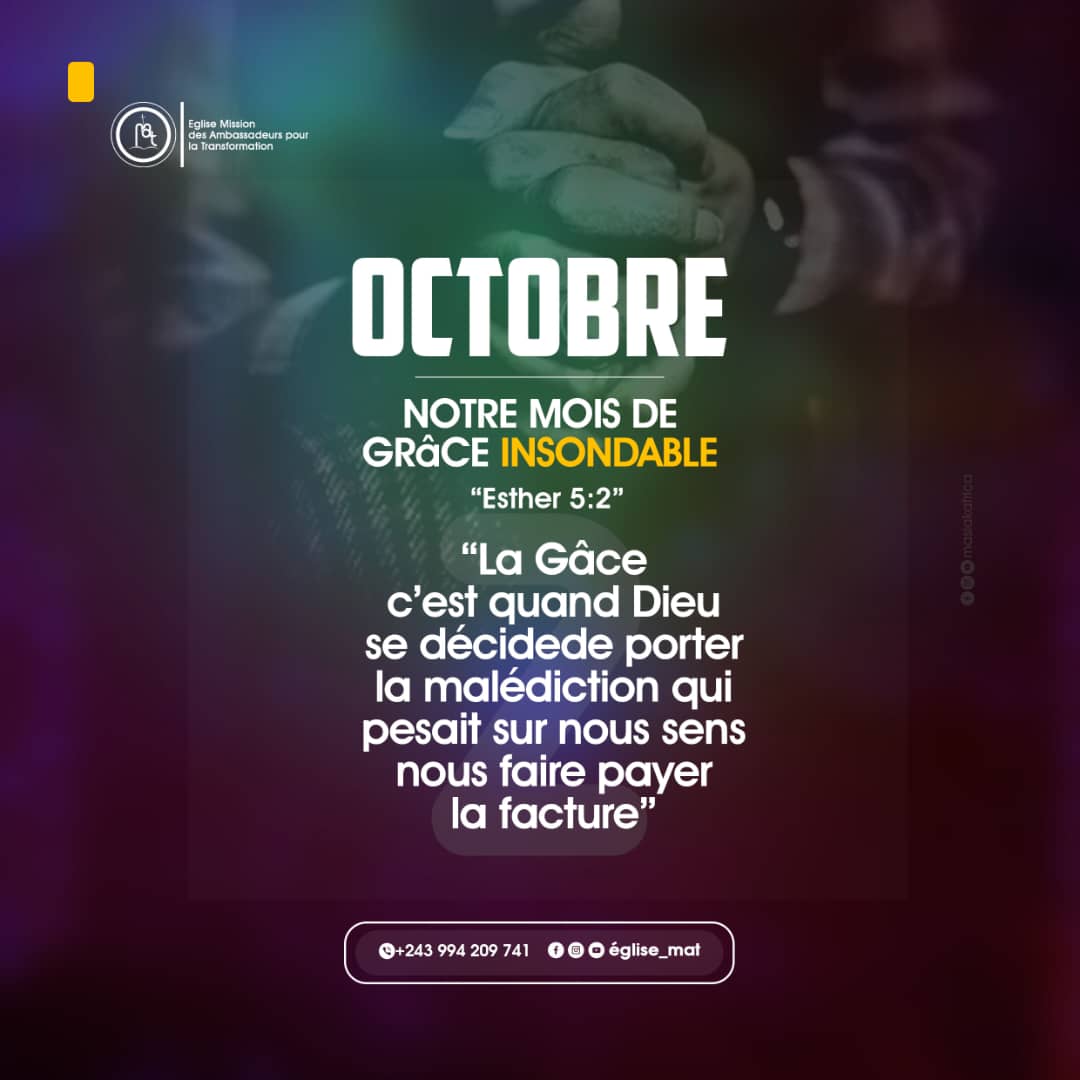 Eglise Mission
des Ambassadeurs pour
la Transformation
OCTOBRE
NOTRE MOIS DE
GRâCE INSONDABLE
“Esther 5:2”
“La Gâce
c’est quand Dieu
se décidede porter
la malédiction qui
pesait sur nous sens
nous faire payer
la facture”
masiakafrica
+243 994 209 741 église_mat